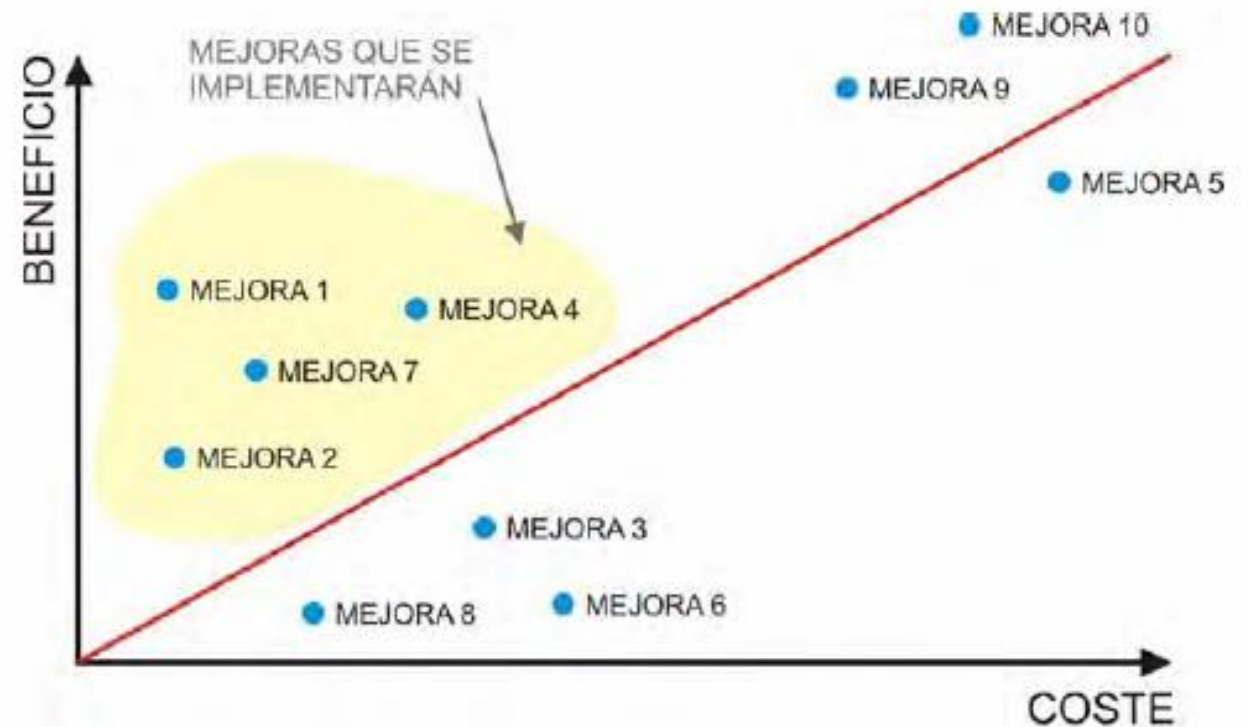 MEJORA 10
MEJORAS QUE SE
IMPLEMENTARÁN
BENEFICIO
MEJORA 9
MEJORA 5
MEJORA 1
MEJORA 4
MEJORA 7
MEJORA 2
MEJORA 3
MEJORA 8
MEJORA 6
COSTE